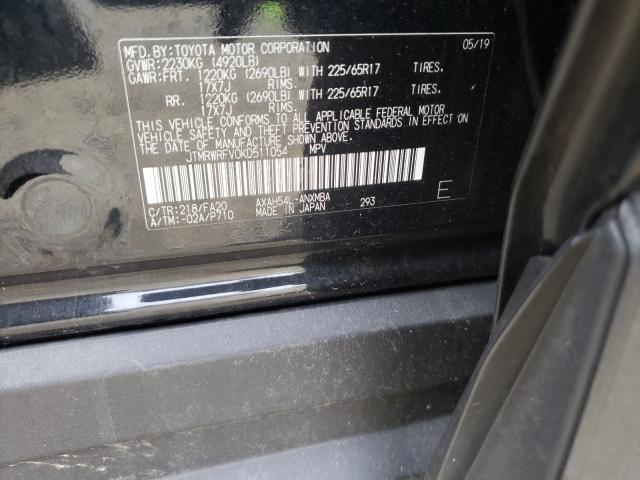 MFD.BY:TOYOTA MOTOR CORPORATION 05/19
GVWR:2230KG (4920LB)
GAWR:FRT. 1220KG (2690LB) WITH 225/65R17 TIRES.
17X7J RIMS.
RR. 1220KG (2690LB) WITH 225/65R17 TIRES.
17X7J RIMS.
THIS VEHICLE CONFORMS TO ALL APPLICABLE FEDERAL MOTOR
VEHICLE SAFETY AND THEFT PREVENTION STANDARDS IN EFFECT ON
THE DATE OF MANUFACTURE SHOWN ABOVE.
JTMRWRFV0KD511054 MPV
C/TR:218/FA20 AXAH54L-ANXMBA 293 E
A/TM:-02A/P710 MADE IN JAPAN